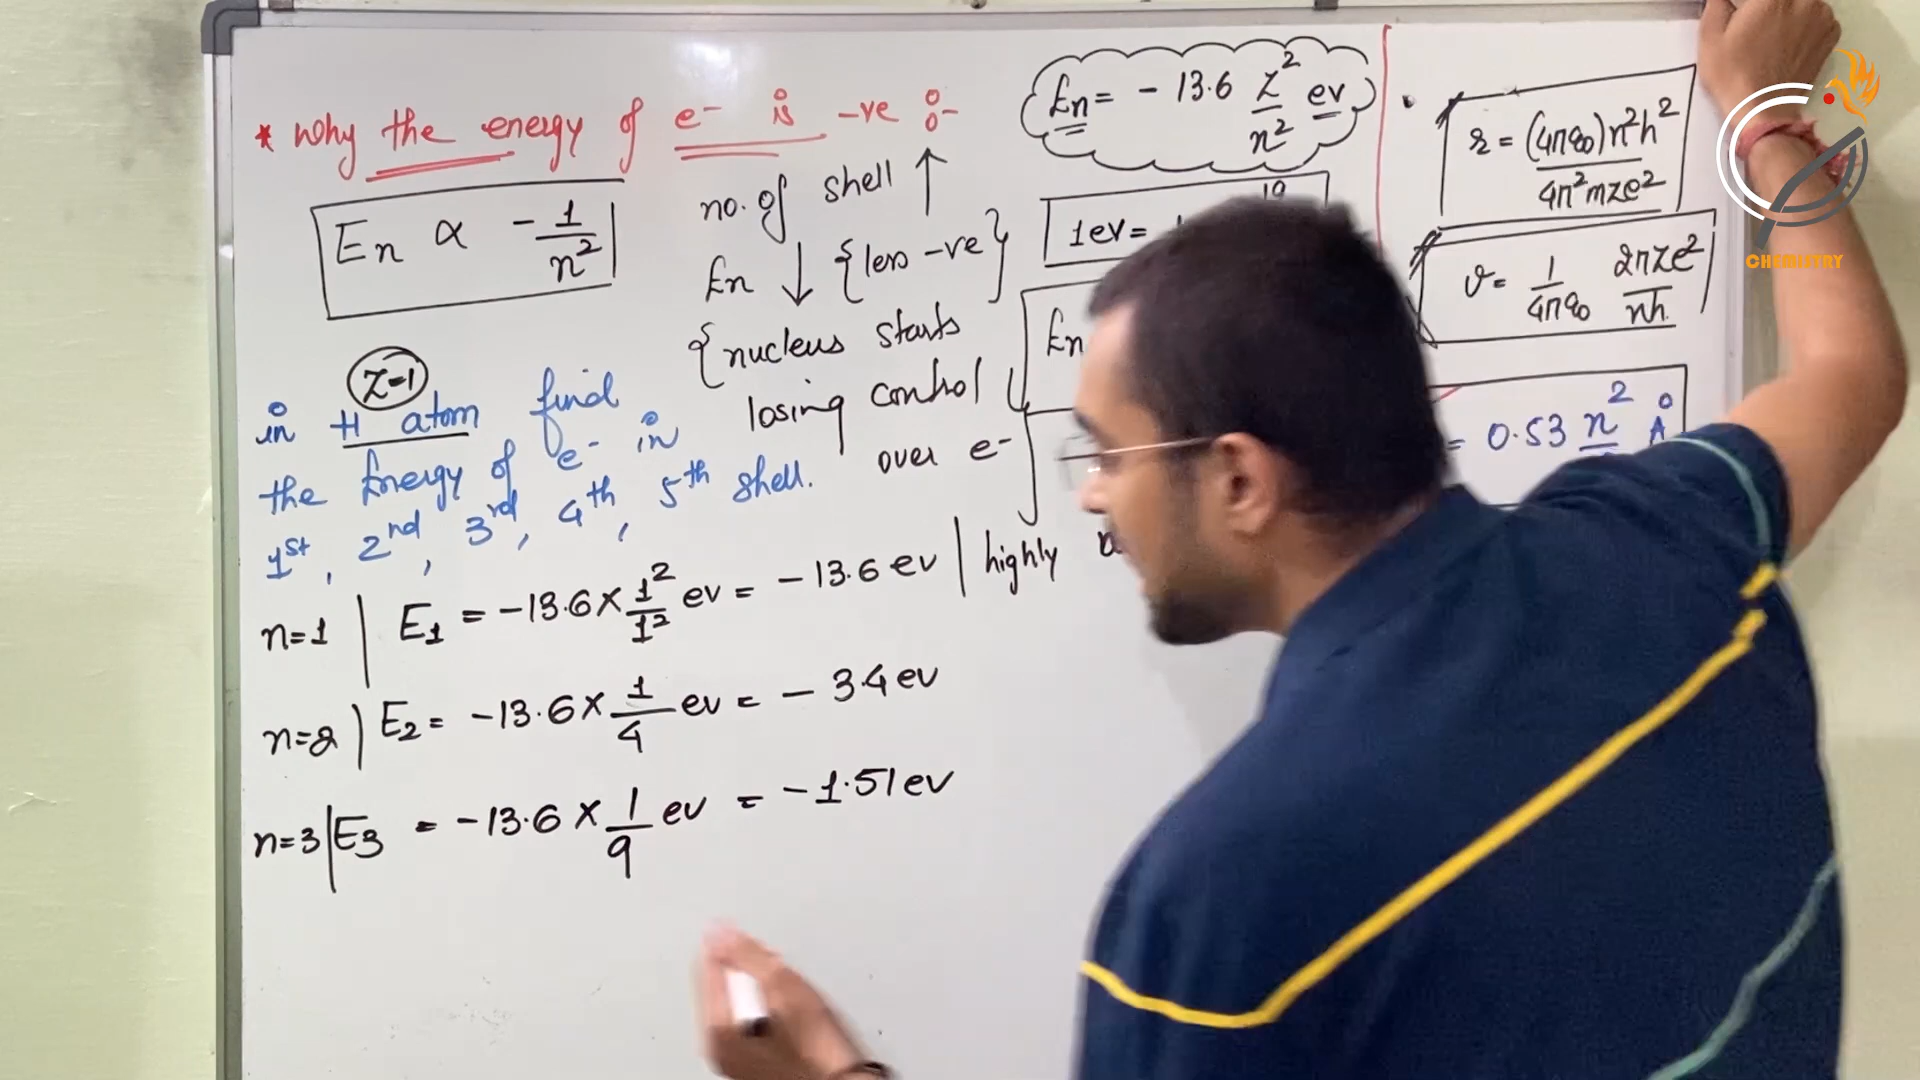 * Why the energy of e- is -ve :-
En ∝ - 1/n²
no. of shell ↑
En ↓ {less -ve}
{nucleus starts
losing control
over e-
Z=1
in H atom find
the Energy of e- in
1st, 2nd, 3rd, 4th, 5th shell.
n=1 | E1 = -13.6 × 1²/1² ev = - 13.6 ev | highly
n=2 | E2 = -13.6 × 1/4 ev = - 3.4 ev
n=3 | E3 = -13.6 × 1/9 ev = - 1.51 ev
En = - 13.6 Z²/n² ev
1ev =
En
r = (4πε0)n²h²/4π²mze²
v = 1/4πε0 2πZe²/nh
= 0.53 n² Å
CHEMISTRY